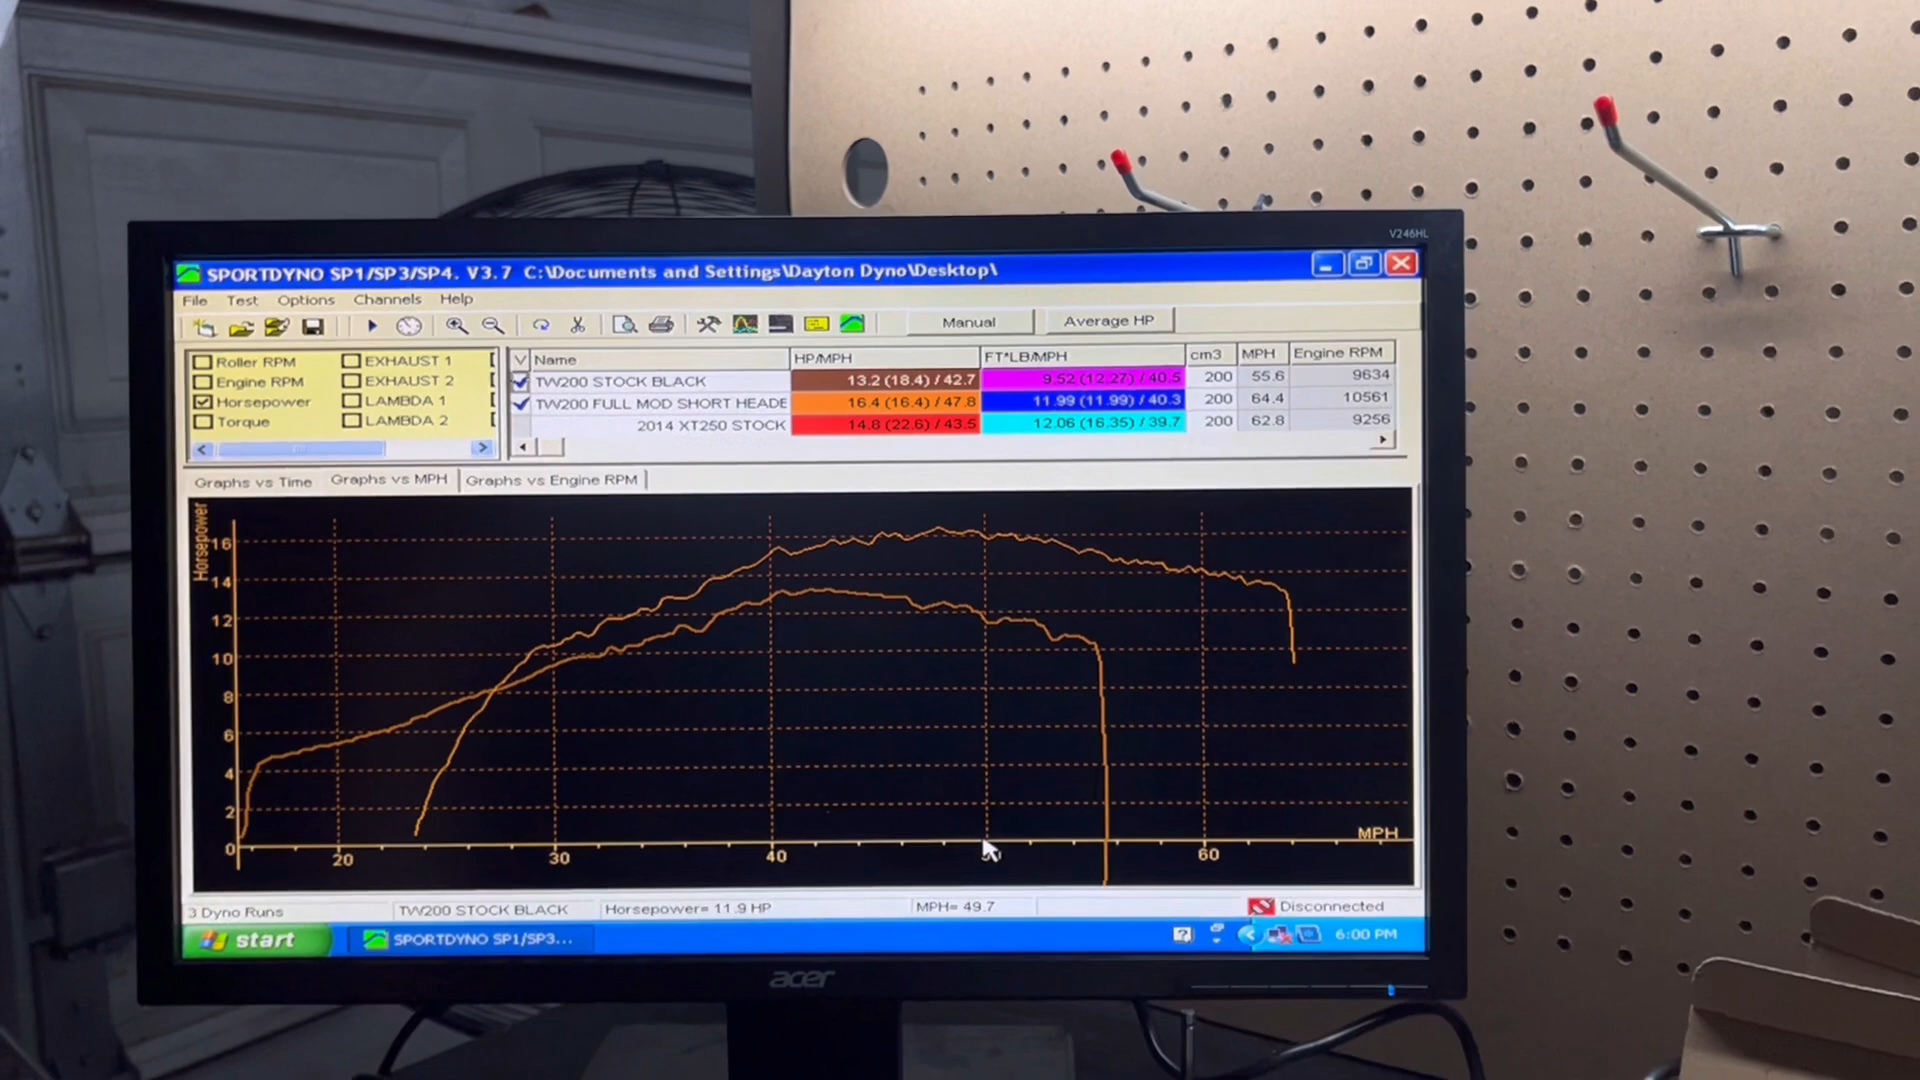 V246HL
SPORTDYNO SP1/SP3/SP4. V3.7 C:\Documents and Settings\Dayton Dyno\Desktop\
File Test Options Channels Help
Manual Average HP
Roller RPM EXHAUST 1
Engine RPM EXHAUST 2
Horsepower LAMBDA 1
Torque LAMBDA 2
V Name HP/MPH FT*LB/MPH cm3 MPH Engine RPM
TW200 STOCK BLACK 13.2 (18.4) / 42.7 9.52 (12.27) / 40.5 200 55.6 9634
TW200 FULL MOD SHORT HEADE 16.4 (16.4) / 47.8 11.99 (11.99) / 40.3 200 64.4 10561
2014 XT250 STOCK 14.8 (22.6) / 43.5 12.06 (16.35) / 39.7 200 62.8 9256
Graphs vs Time Graphs vs MPH Graphs vs Engine RPM
Horsepower
16
14
12
10
8
6
4
2
0
MPH
20 30 40 60
3 Dyno Runs TW200 STOCK BLACK Horsepower= 11.9 HP MPH= 49.7 Disconnected
start SPORTDYNO SP1/SP3... 6:00 PM
acer